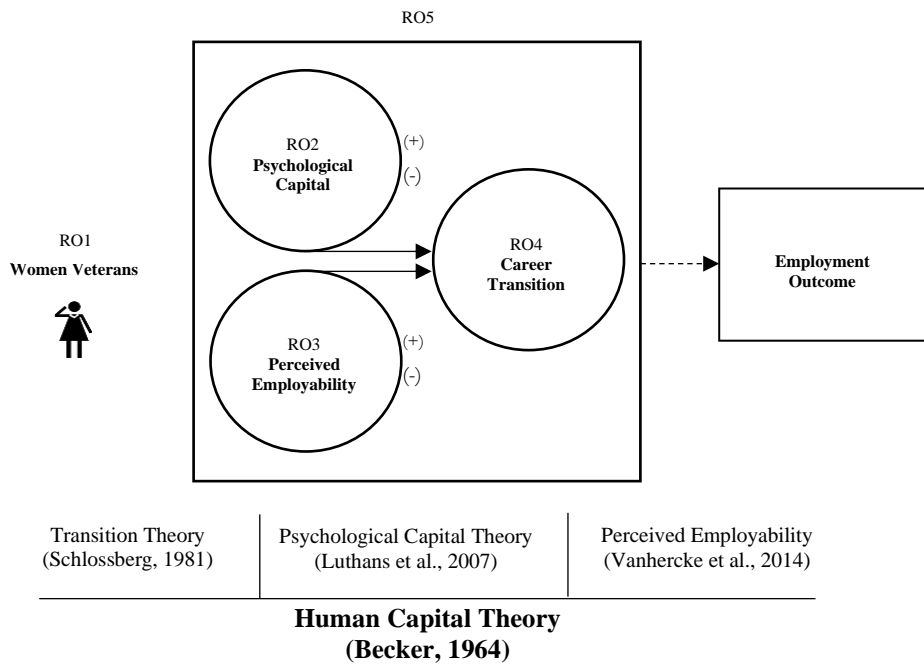 RO5
RO2
Psychological
Capital
(+)
(-)
RO1
Women Veterans
RO4
Career
Transition
Employment
Outcome
RO3
Perceived
Employability
(+)
(-)
Transition Theory
(Schlossberg, 1981)
Psychological Capital Theory
(Luthans et al., 2007)
Perceived Employability
(Vanhercke et al., 2014)
Human Capital Theory
(Becker, 1964)